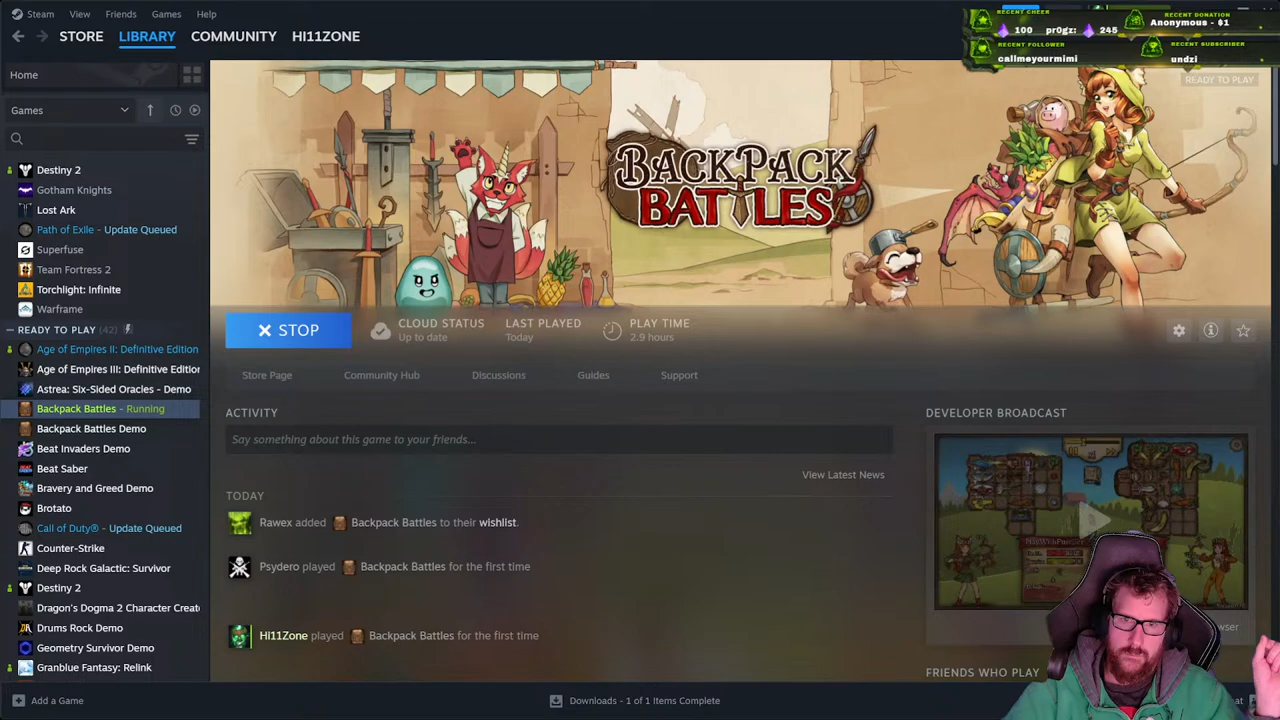 Steam View Friends Games Help
STORE LIBRARY COMMUNITY HI11ZONE
RECENT CHEER
100 pr0gz: 245
RECENT DONATION
Anonymous - $1
RECENT FOLLOWER
callmeyourmimi
RECENT SUBSCRIBER
undzi
Home
Games
READY TO PLAY
BACKPACK
BATTLES
Destiny 2
Gotham Knights
Lost Ark
Path of Exile - Update Queued
Superfuse
Team Fortress 2
Torchlight: Infinite
Warframe
READY TO PLAY (42)
Age of Empires II: Definitive Edition
Age of Empires III: Definitive Edition
Astrea: Six-Sided Oracles - Demo
Backpack Battles - Running
Backpack Battles Demo
Beat Invaders Demo
Beat Saber
Bravery and Greed Demo
Brotato
Call of Duty® - Update Queued
Counter-Strike
Deep Rock Galactic: Survivor
Destiny 2
Dragon's Dogma 2 Character Creato
Drums Rock Demo
Geometry Survivor Demo
Granblue Fantasy: Relink
STOP
CLOUD STATUS
Up to date
LAST PLAYED
Today
PLAY TIME
2.9 hours
Store Page Community Hub Discussions Guides Support
ACTIVITY
Say something about this game to your friends...
View Latest News
TODAY
Rawex added Backpack Battles to their wishlist.
Psydero played Backpack Battles for the first time
Hi11Zone played Backpack Battles for the first time
DEVELOPER BROADCAST
wser
FRIENDS WHO PLAY
Add a Game
Downloads - 1 of 1 Items Complete
at